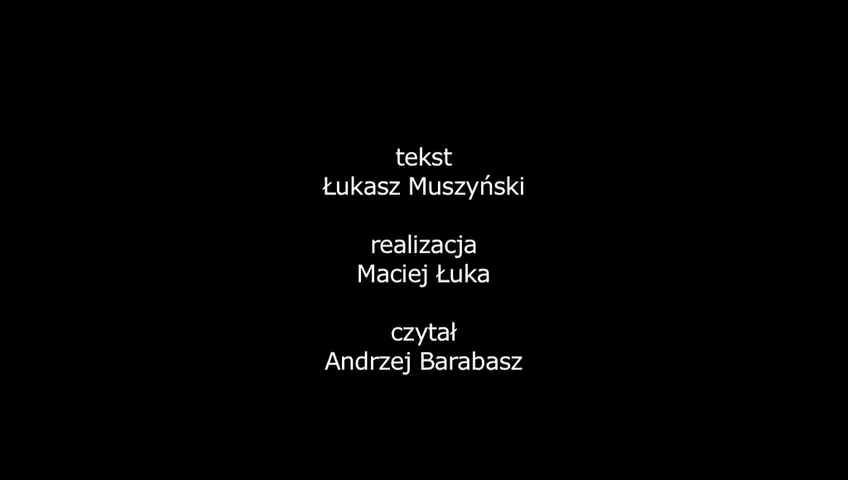 tekst
Łukasz Muszyński
realizacja
Maciej Łuka
czytał
Andrzej Barabasz